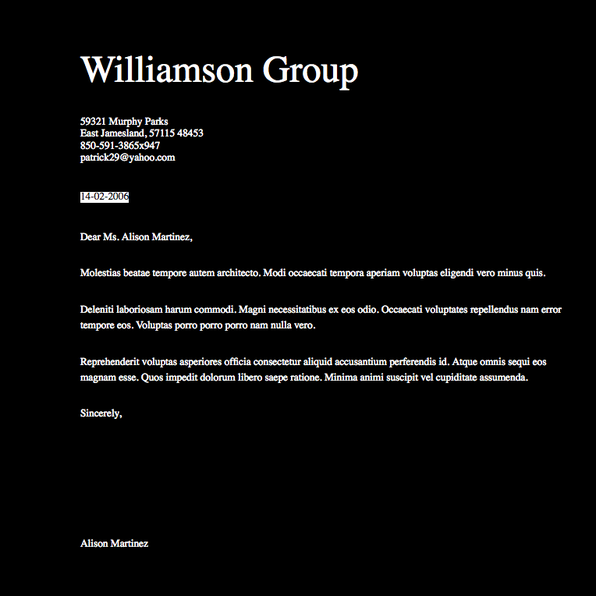 Williamson Group
59321 Murphy Parks
East Jamesland, 57115 48453
850-591-3865x947
patrick29@yahoo.com
14-02-2006
Dear Ms. Alison Martinez,
Molestias beatae tempore autem architecto. Modi occaecati tempora aperiam voluptas eligendi vero minus quis.
Deleniti laboriosam harum commodi. Magni necessitatibus ex eos odio. Occaecati voluptates repellendus nam error
tempore eos. Voluptas porro porro porro nam nulla vero.
Reprehenderit voluptas asperiores officia consectetur aliquid accusantium perferendis id. Atque omnis sequi eos
magnam esse. Quos impedit dolorum libero saepe ratione. Minima animi suscipit vel cupiditate assumenda.
Sincerely,
Alison Martinez